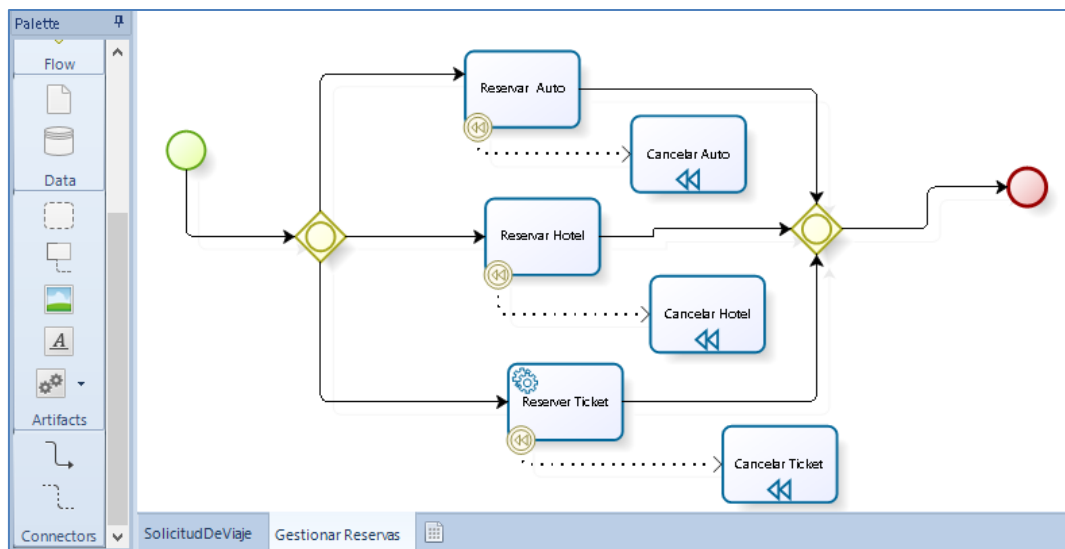 Palette
Flow
Data
A
Artifacts
Connectors
Reservar Auto
Cancelar Auto
Reservar Hotel
Cancelar Hotel
Reserver Ticket
Cancelar Ticket
SolicitudDeViaje
Gestionar Reservas